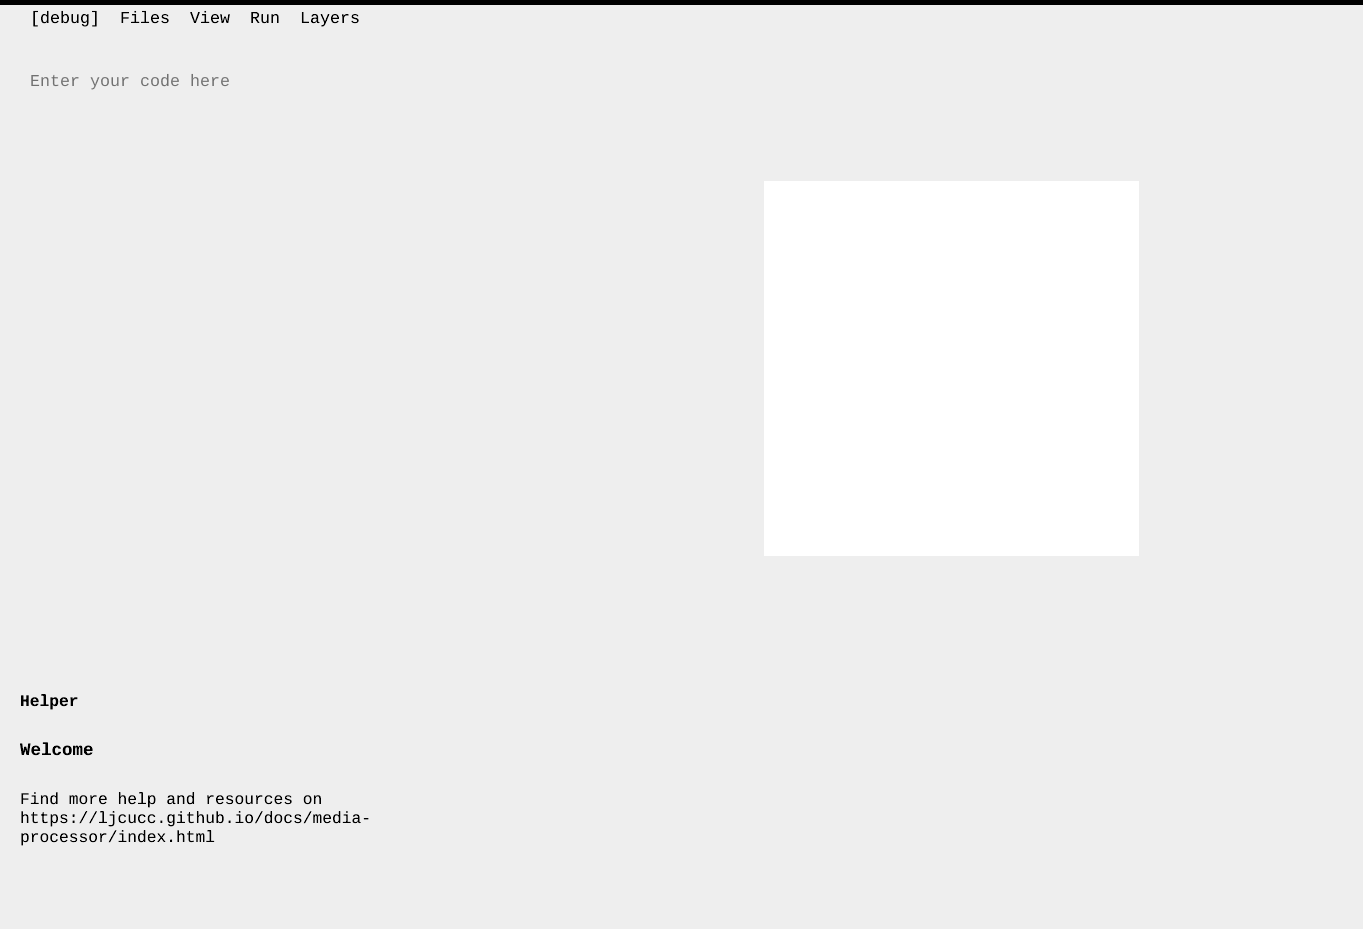 [debug] Files View Run Layers
Enter your code here
Helper
Welcome
Find more help and resources on
https://ljcucc.github.io/docs/media-
processor/index.html